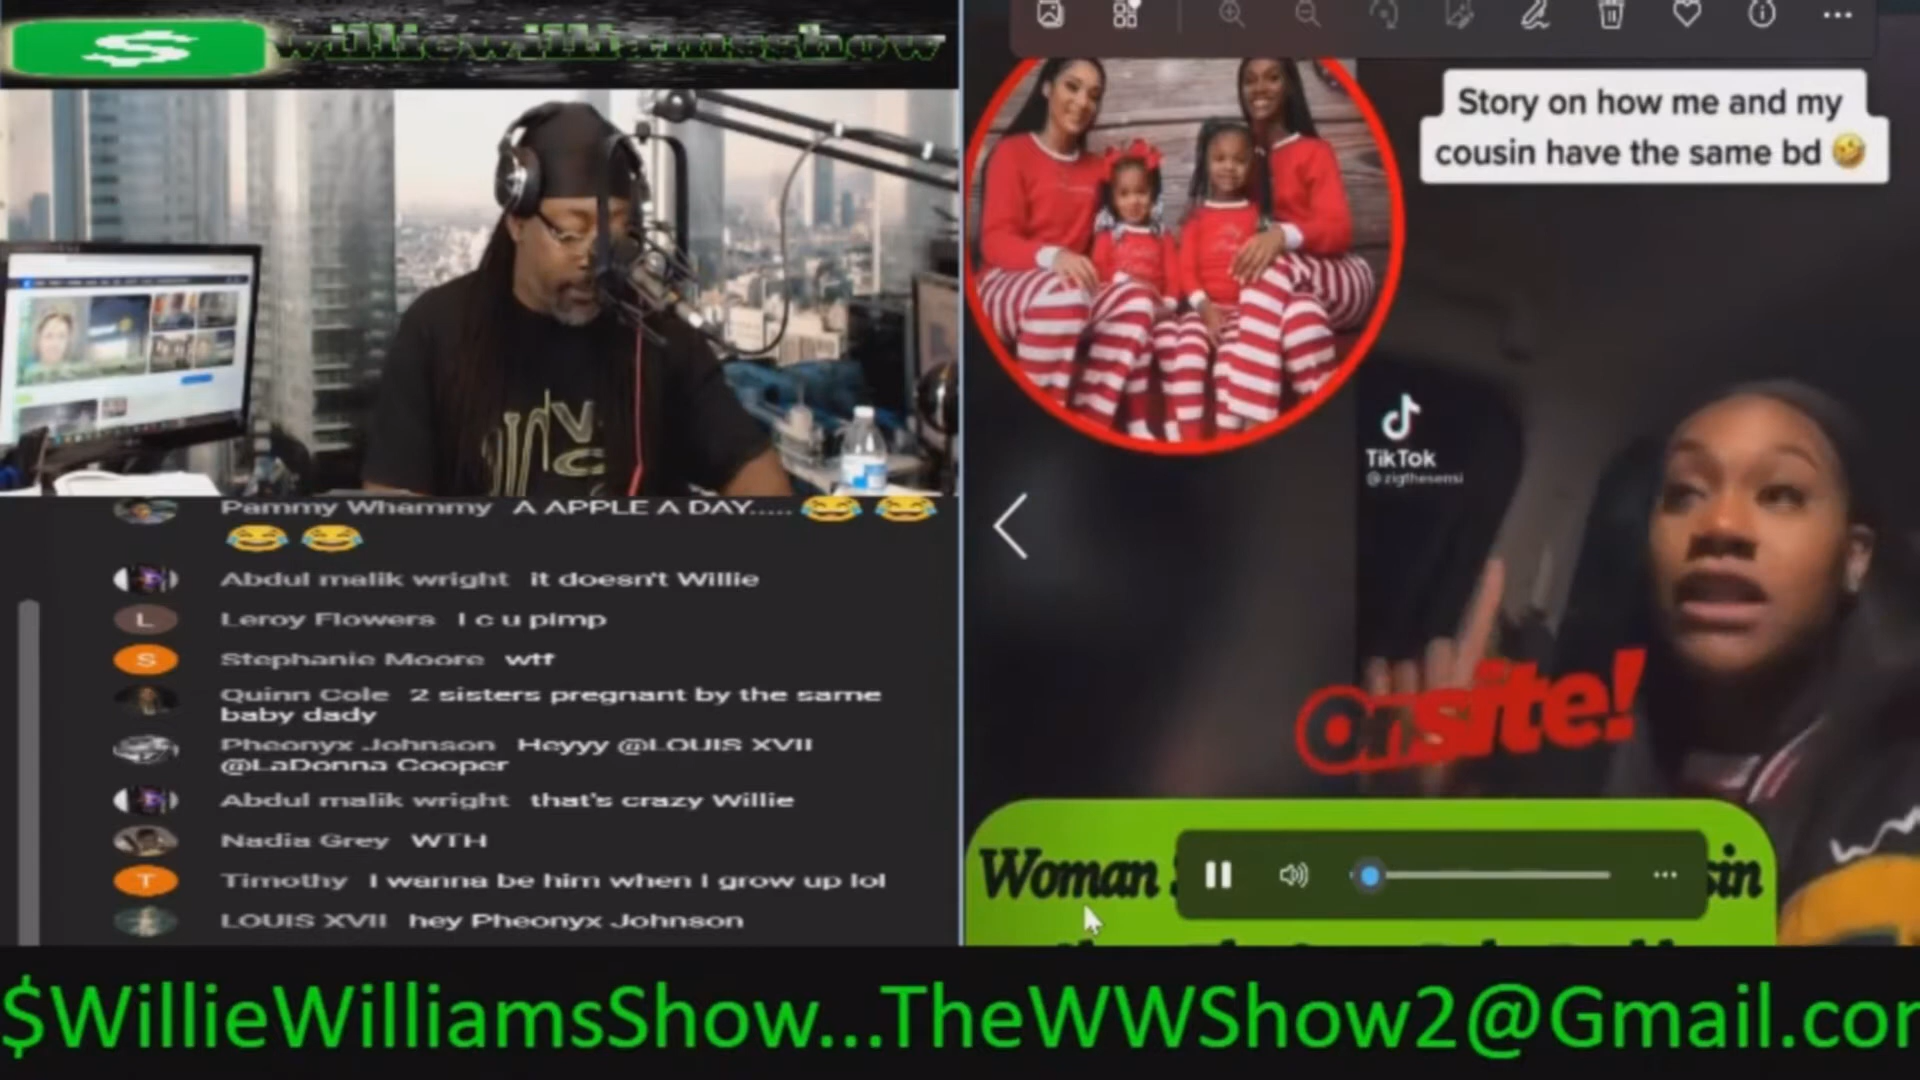 $ williewilliamsshow
Pammy Whammy A APPLE A DAY.....
Abdul malik wright it doesn't Willie
L
Leroy Flowers I c u pimp
S
Stephanie Moore wtf
Quinn Cole 2 sisters pregnant by the same
baby dady
Pheonyx Johnson Heyyy @LOUIS XVII
@LaDonna Cooper
Abdul malik wright that's crazy Willie
Nadia Grey WTH
T
Timothy I wanna be him when I grow up lol
LOUIS XVII hey Pheonyx Johnson
Story on how me and my
cousin have the same bd
TikTok
@zigthesensi
Onsite!
Woman
$WillieWilliamsShow...TheWWShow2@Gmail.co